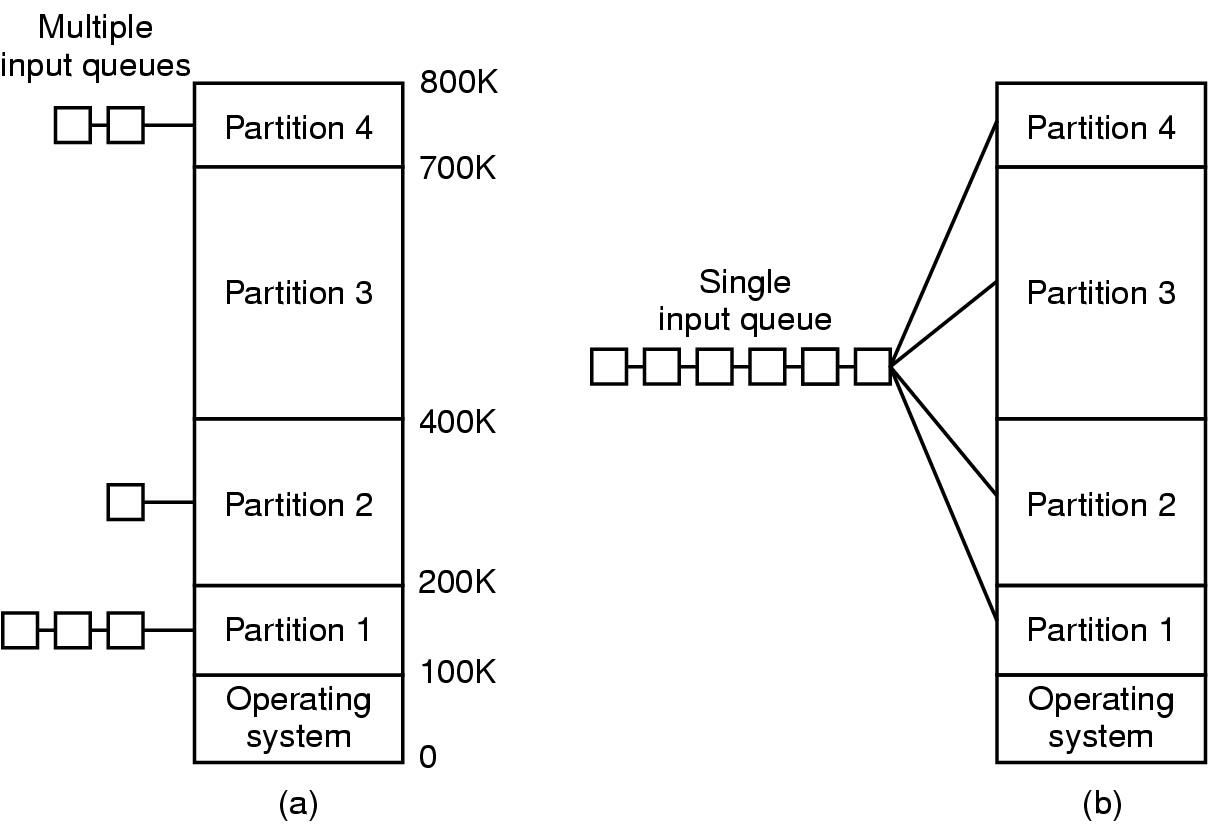 Multiple
input queues
800K
Partition 4
700K
Partition 3
400K
Partition 2
200K
Partition 1
100K
Operating
system
0
(a)
Single
input queue
Partition 4
Partition 3
Partition 2
Partition 1
Operating
system
(b)